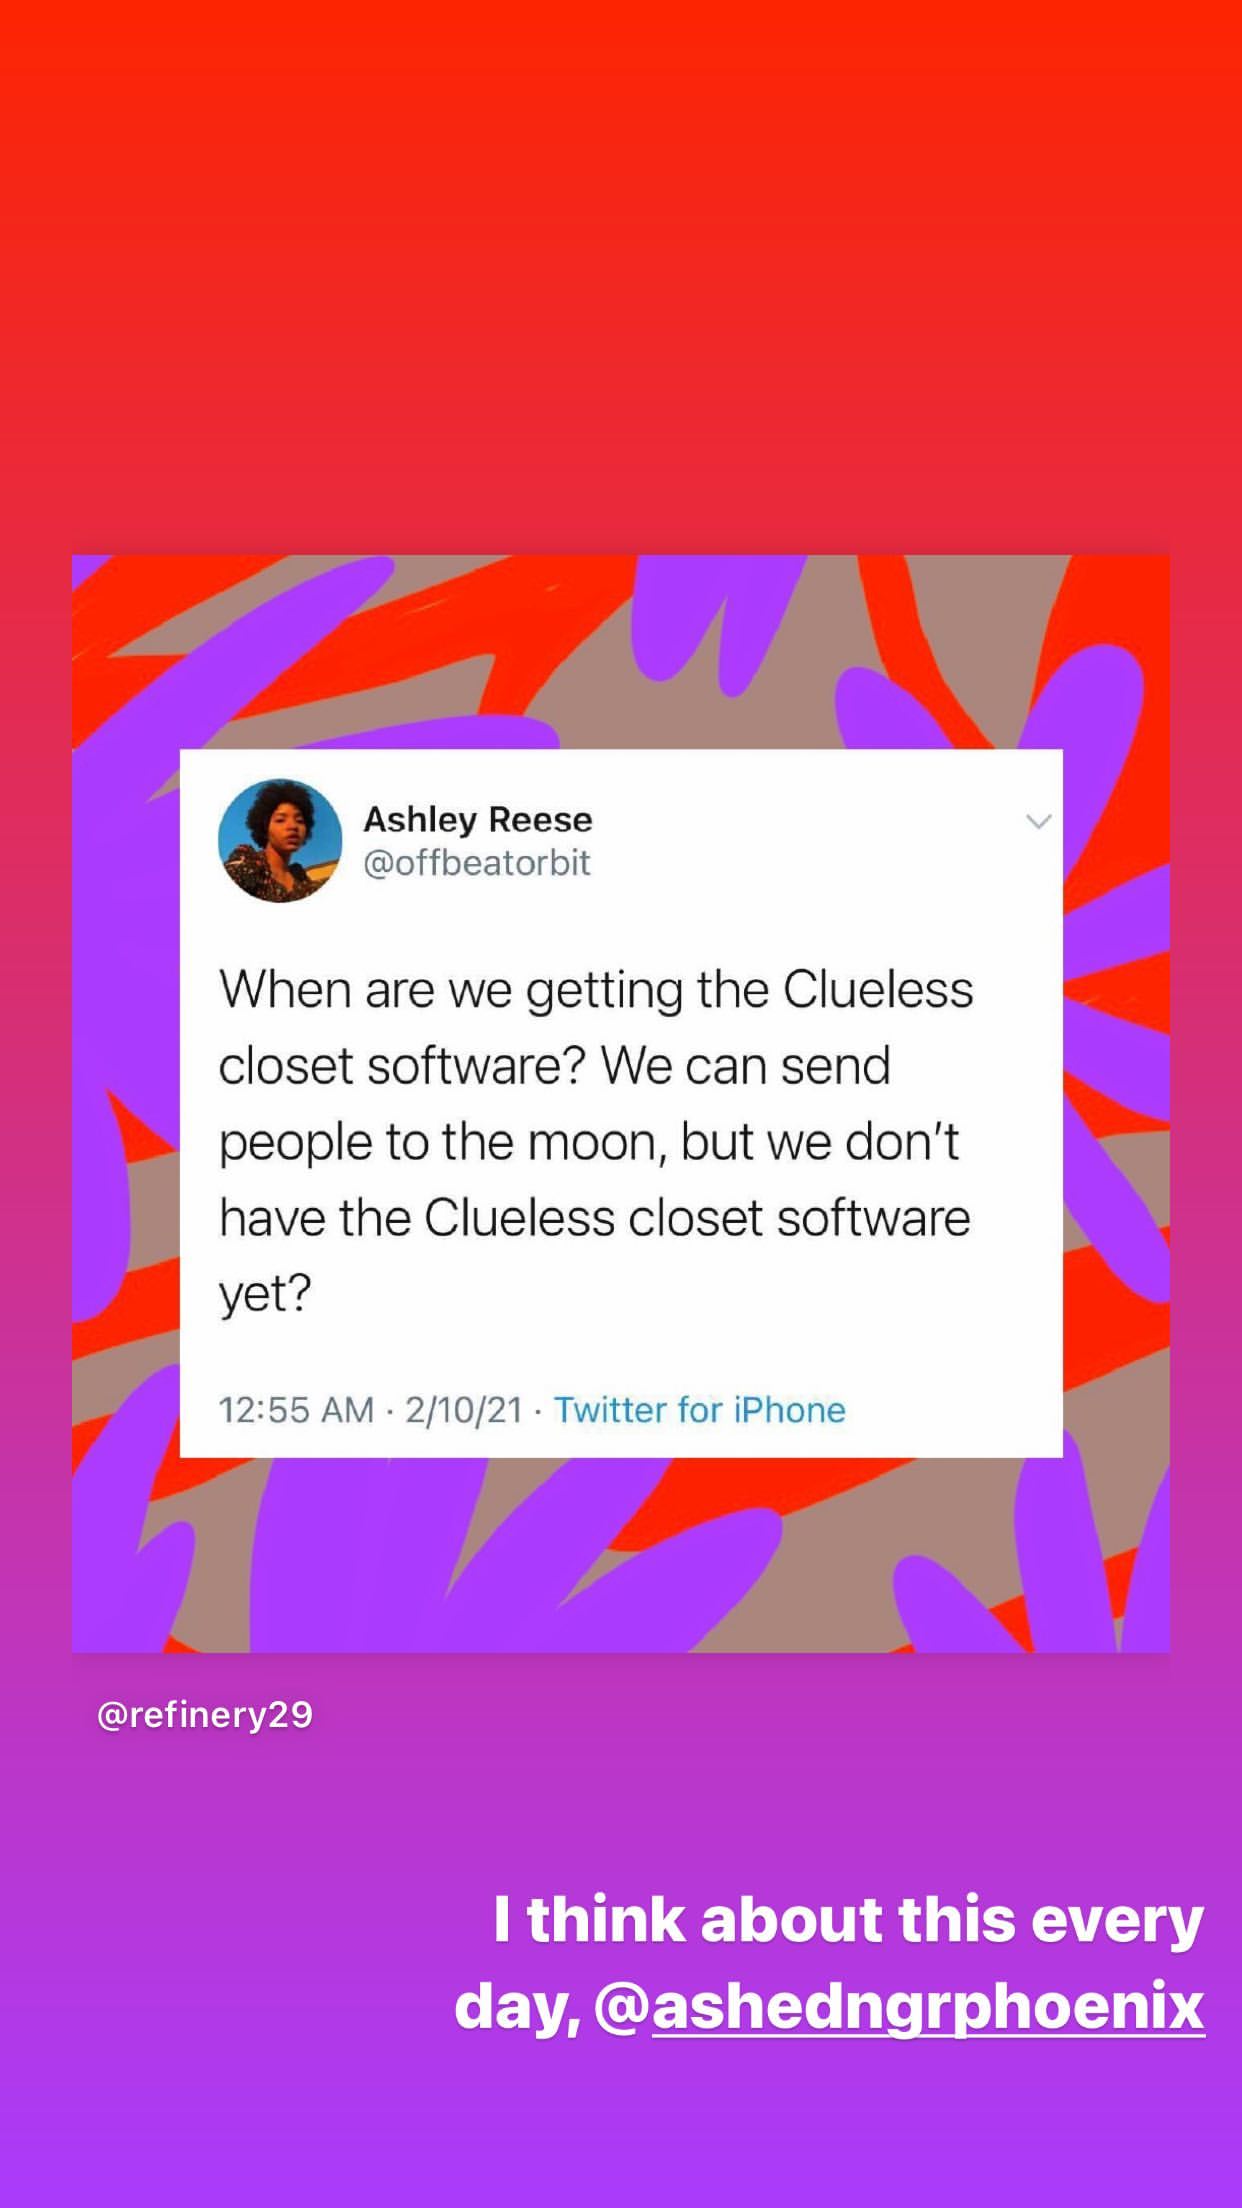 Ashley Reese
@offbeatorbit
When are we getting the Clueless
closet software? We can send
people to the moon, but we don’t
have the Clueless closet software
yet?
12:55 AM · 2/10/21 · Twitter for iPhone
@refinery29
I think about this every
day, @ashedngrphoenix